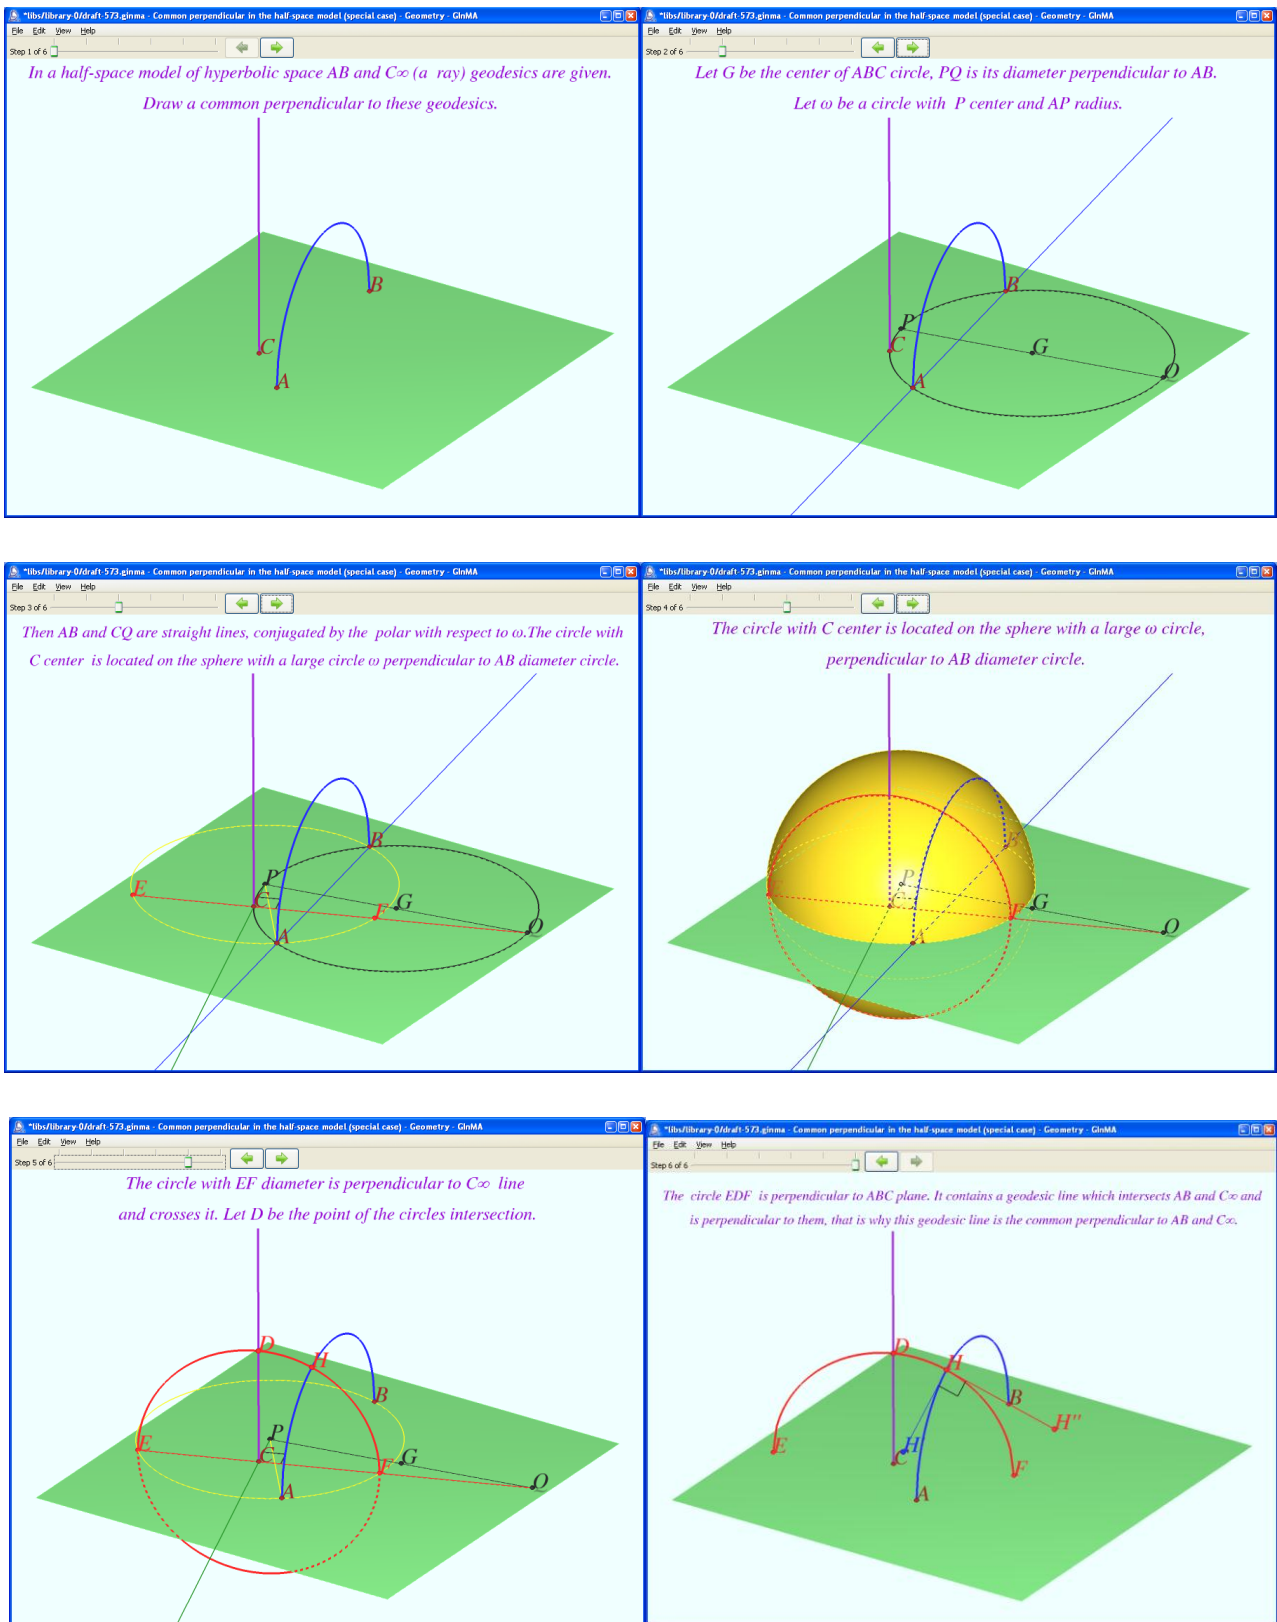 *libs/library-0/draft-573.ginma - Common perpendicular in the half-space model (special case) - Geometry - GInMA
File Edit View Help
Step 1 of 6
In a half-space model of hyperbolic space AB and C∞ (a ray) geodesics are given.
Draw a common perpendicular to these geodesics.
B
C
A
*libs/library-0/draft-573.ginma - Common perpendicular in the half-space model (special case) - Geometry - GInMA
File Edit View Help
Step 2 of 6
Let G be the center of ABC circle, PQ is its diameter perpendicular to AB.
Let ω be a circle with P center and AP radius.
B
P
C
G
Q
A
*libs/library-0/draft-573.ginma - Common perpendicular in the half-space model (special case) - Geometry - GInMA
File Edit View Help
Step 3 of 6
Then AB and CQ are straight lines, conjugated by the polar with respect to ω.The circle with
C center is located on the sphere with a large circle ω perpendicular to AB diameter circle.
B
P
E
C
G
F
Q
A
*libs/library-0/draft-573.ginma - Common perpendicular in the half-space model (special case) - Geometry - GInMA
File Edit View Help
Step 4 of 6
The circle with C center is located on the sphere with a large ω circle,
perpendicular to AB diameter circle.
B
P
E
C
G
F
Q
A
*libs/library-0/draft-573.ginma - Common perpendicular in the half-space model (special case) - Geometry - GInMA
File Edit View Help
Step 5 of 6
The circle with EF diameter is perpendicular to C∞ line
and crosses it. Let D be the point of the circles intersection.
D
H
B
P
E
C
G
F
Q
A
*libs/library-0/draft-573.ginma - Common perpendicular in the half-space model (special case) - Geometry - GInMA
File Edit View Help
Step 6 of 6
The circle EDF is perpendicular to ABC plane. It contains a geodesic line which intersects AB and C∞ and
is perpendicular to them, that is why this geodesic line is the common perpendicular to AB and C∞.
D
H
B
H"
E
C
H
F
A